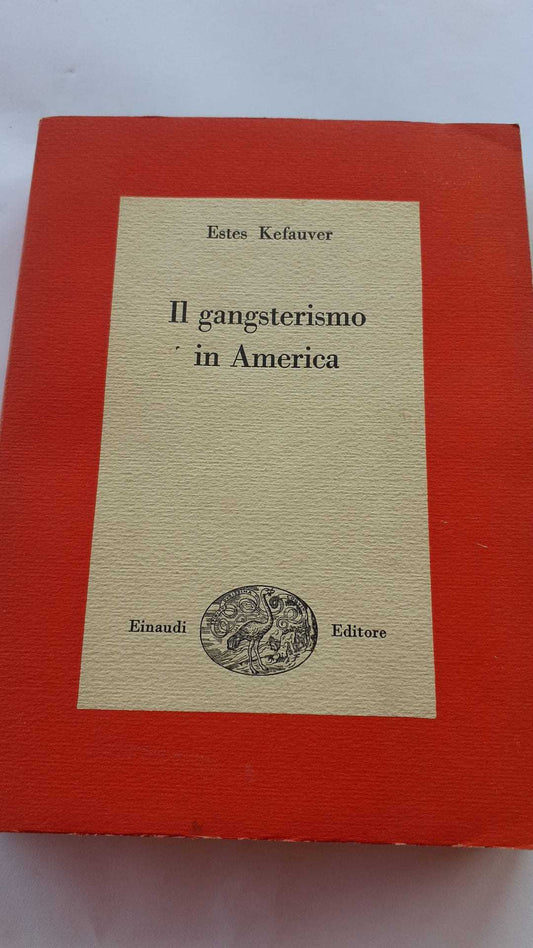 Estes Kefauver
Il gangsterismo
in America
Einaudi Editore